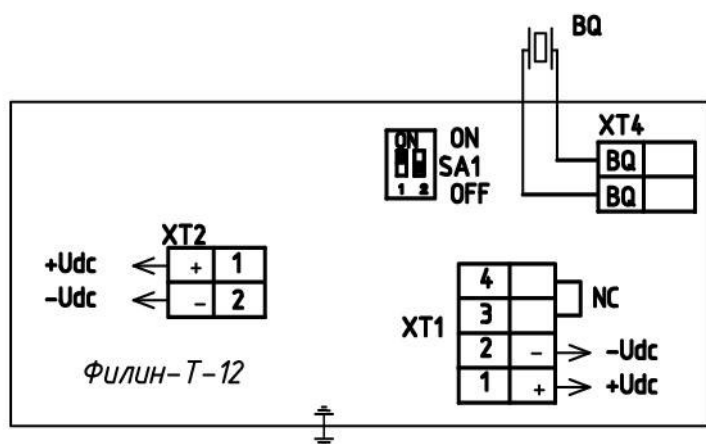 BQ
XT4
BQ
BQ
ON
ON
SA1
1 2
OFF
XT2
+Udc + 1
-Udc - 2
XT1
4
3
NC
2 - -Udc
1 + +Udc
Филин-Т-12